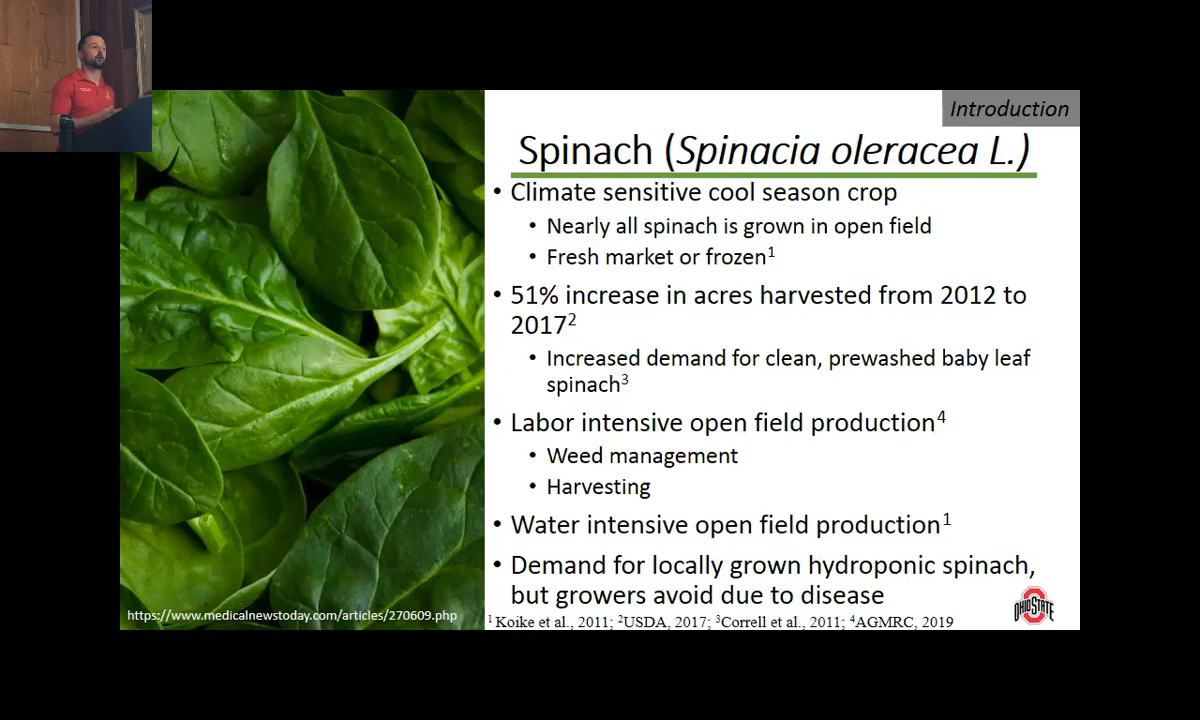 Introduction
Spinach (Spinacia oleracea L.)
• Climate sensitive cool season crop
• Nearly all spinach is grown in open field
• Fresh market or frozen¹
• 51% increase in acres harvested from 2012 to
2017²
• Increased demand for clean, prewashed baby leaf
spinach³
• Labor intensive open field production⁴
• Weed management
• Harvesting
• Water intensive open field production¹
• Demand for locally grown hydroponic spinach,
but growers avoid due to disease
https://www.medicalnewstoday.com/articles/270609.php
OHIO STATE
¹ Koike et al., 2011; ²USDA, 2017; ³Correll et al., 2011; ⁴AGMRC, 2019